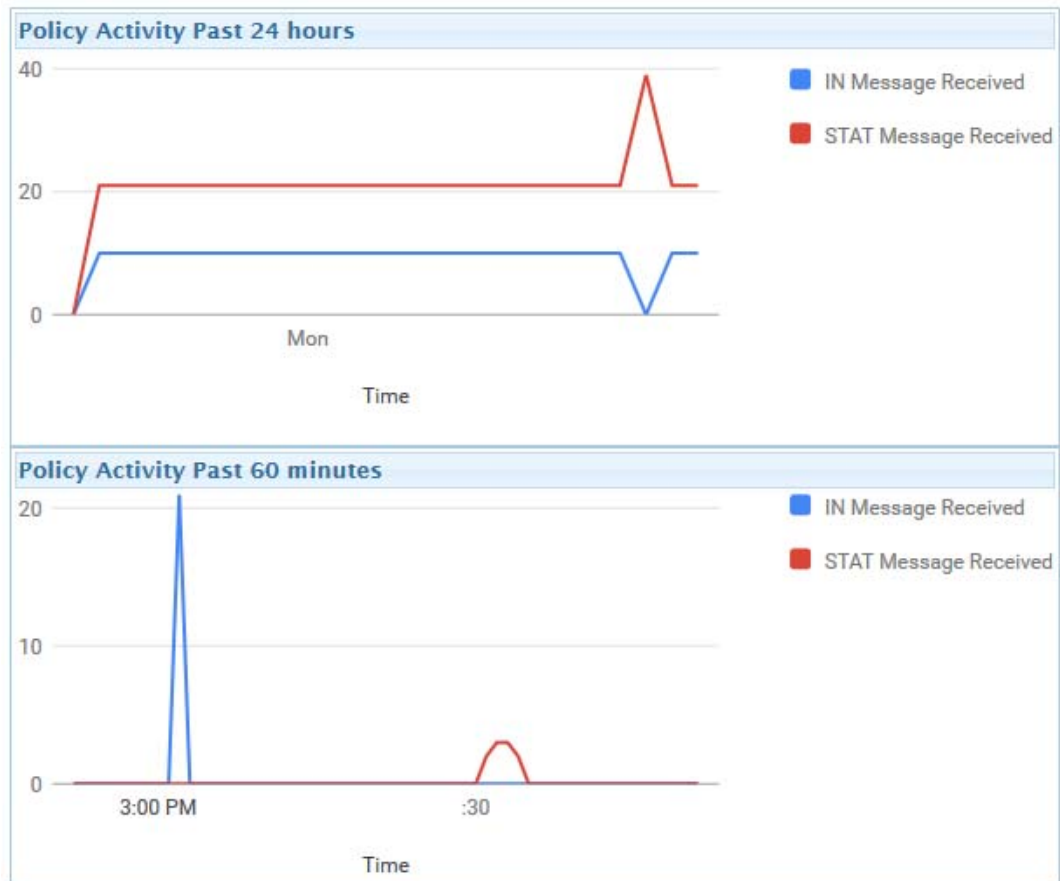 Policy Activity Past 24 hours
40
IN Message Received
STAT Message Received
20
0
Mon
Time
Policy Activity Past 60 minutes
20
IN Message Received
STAT Message Received
10
0
3:00 PM
:30
Time